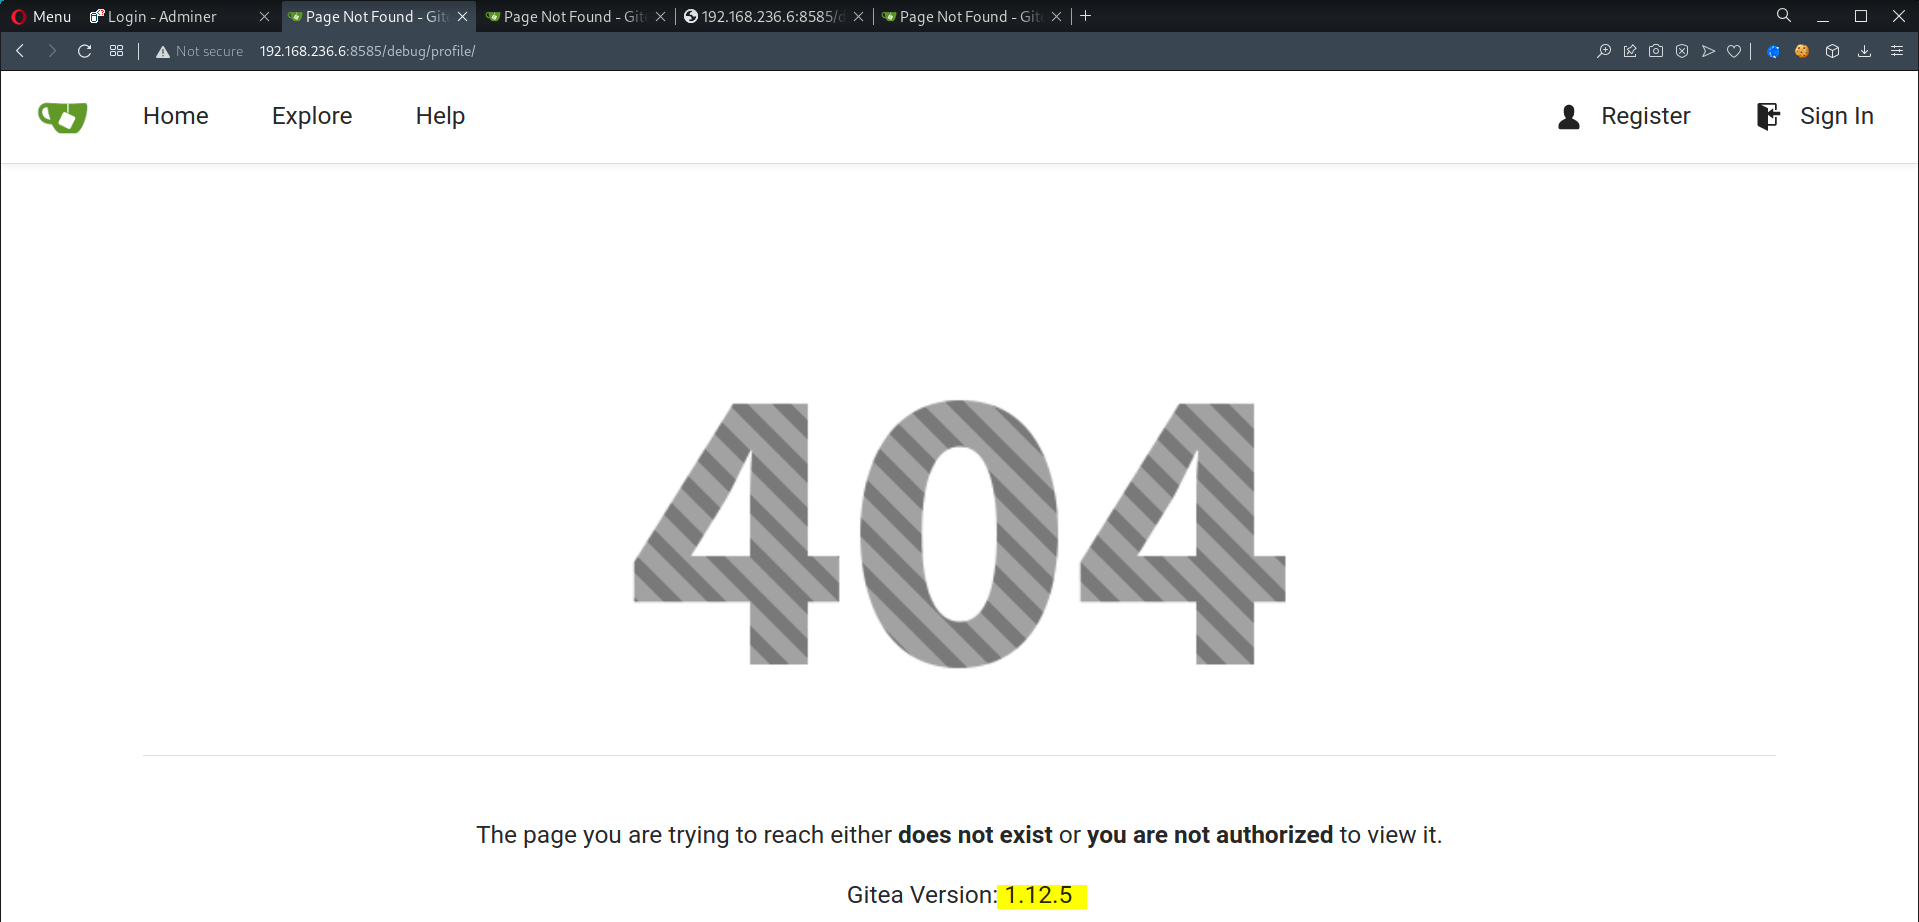 Menu Login - Adminer Page Not Found - Git Page Not Found - Git 192.168.236.6:8585/d Page Not Found - Git
Not secure 192.168.236.6:8585/debug/profile/
Home Explore Help Register Sign In
404
The page you are trying to reach either does not exist or you are not authorized to view it.
Gitea Version: 1.12.5